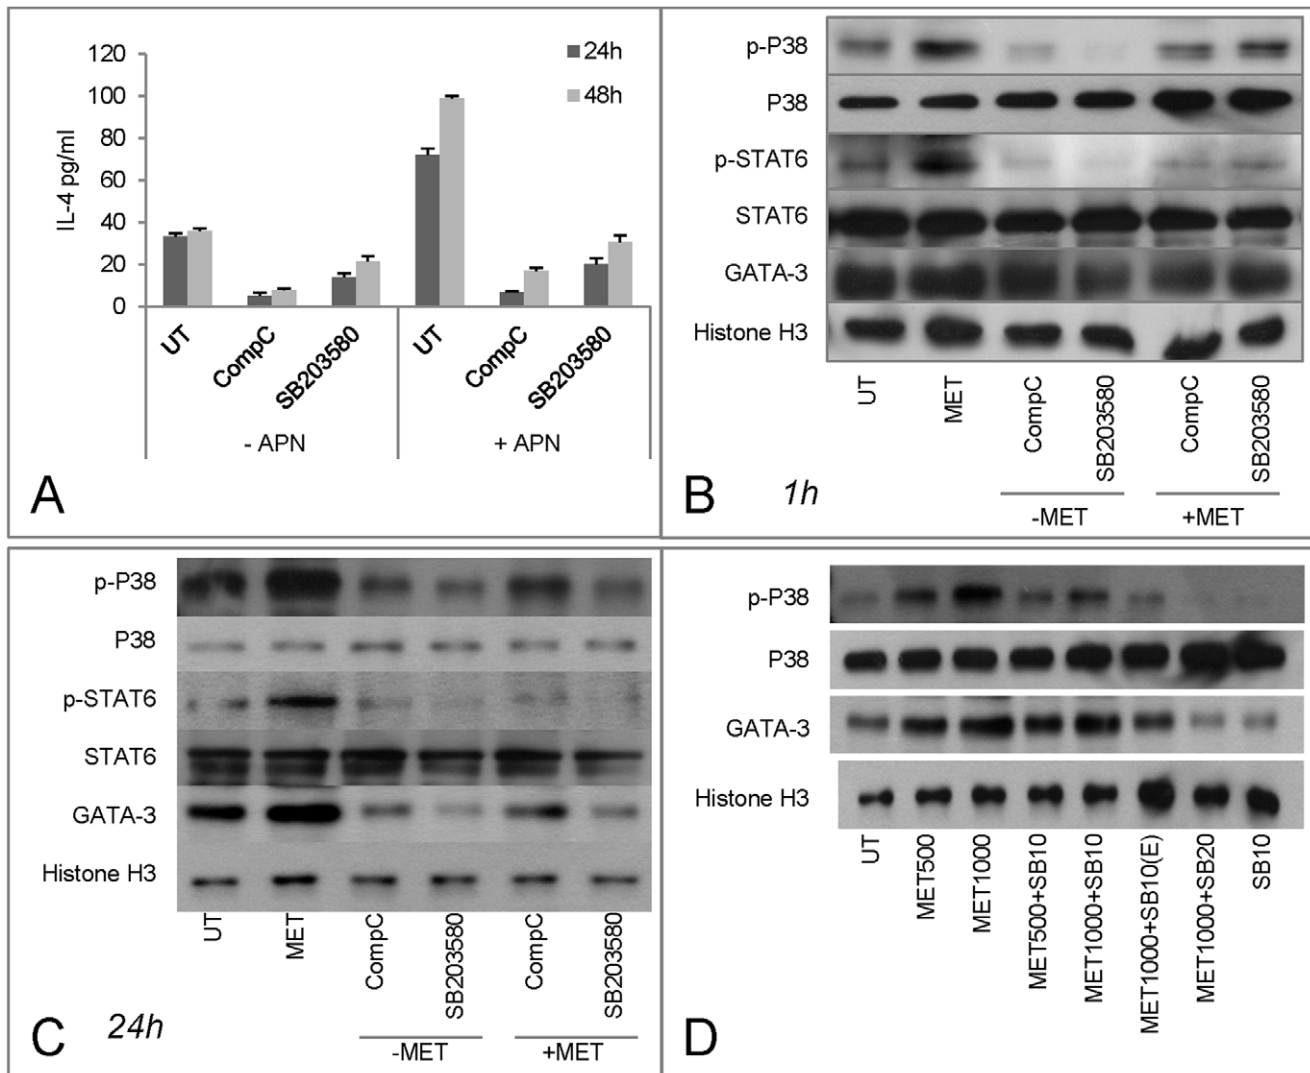 120
100
80
60
40
20
0
IL-4 pg/ml
24h
48h
UT
CompC
SB203580
UT
CompC
SB203580
- APN
+ APN
A
p-P38
P38
p-STAT6
STAT6
GATA-3
Histone H3
UT
MET
CompC
SB203580
CompC
SB203580
-MET
+MET
B
1h
p-P38
P38
p-STAT6
STAT6
GATA-3
Histone H3
UT
MET
CompC
SB203580
CompC
SB203580
-MET
+MET
C
24h
p-P38
P38
GATA-3
Histone H3
UT
MET500
MET1000
MET500+SB10
MET1000+SB10
MET1000+SB10(E)
MET1000+SB20
SB10
D